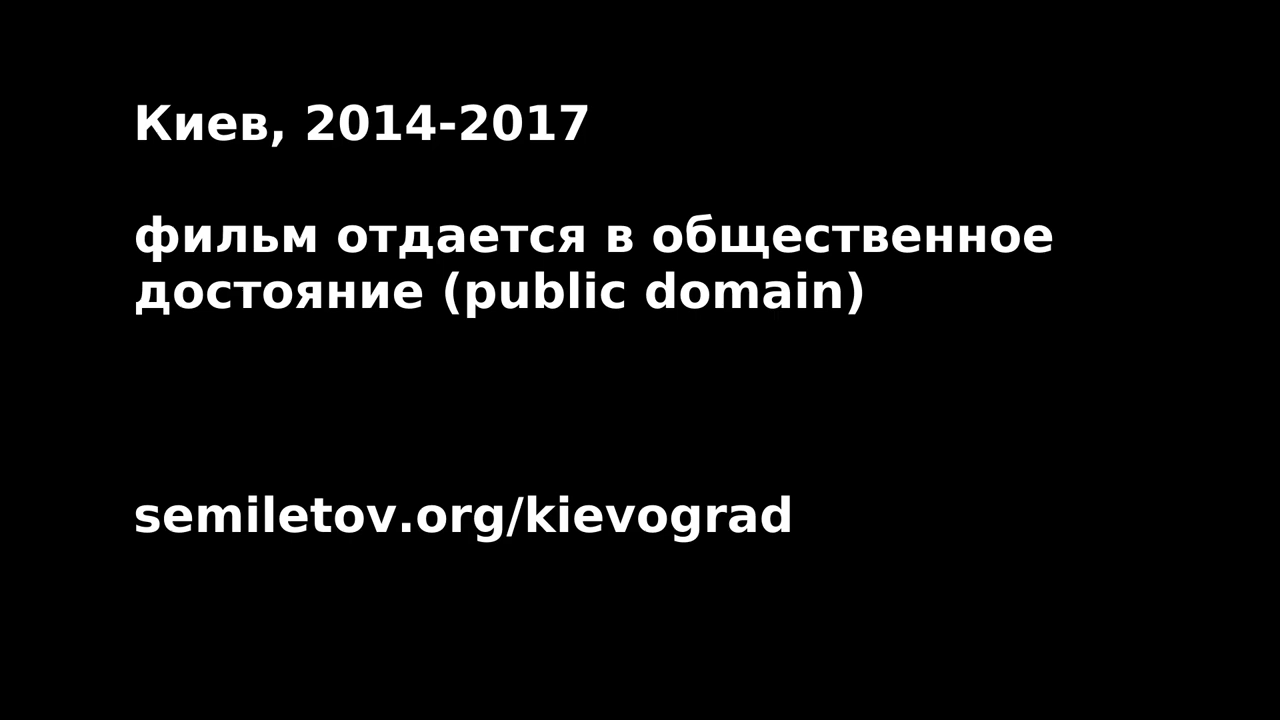 Киев, 2014-2017
фильм отдается в общественное
достояние (public domain)
semiletov.org/kievograd